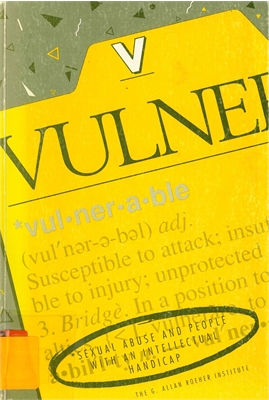 V
VULNER
*vul•ner•a•ble
(vul′nər-ə-bəl) adj.
Susceptible to attack; insu
ble to injury; unprotected
3. Bridge. In a position to
*SEXUAL ABUSE AND PEOPLE
WITH AN INTELLECTUAL
HANDICAP
THE G. ALLAN ROEHER INSTITUTE